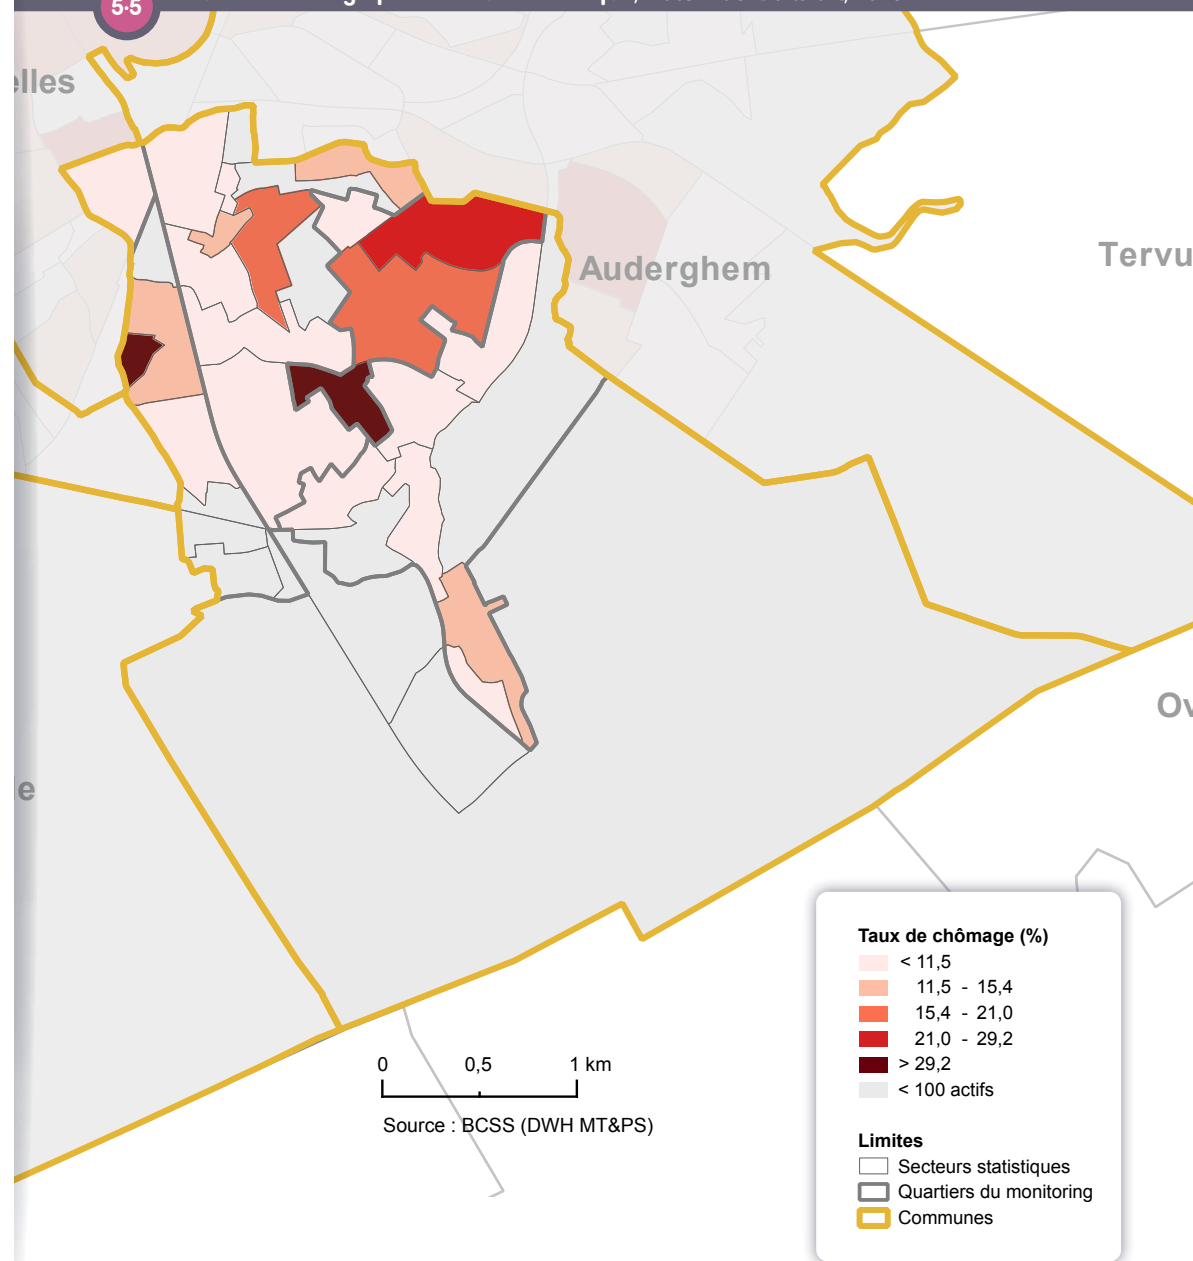 5·5
elles
Auderghem
Tervu
Ov
le
Taux de chômage (%)
< 11,5
11,5 - 15,4
15,4 - 21,0
21,0 - 29,2
> 29,2
< 100 actifs
Limites
Secteurs statistiques
Quartiers du monitoring
Communes
0 0,5 1 km
Source : BCSS (DWH MT&PS)